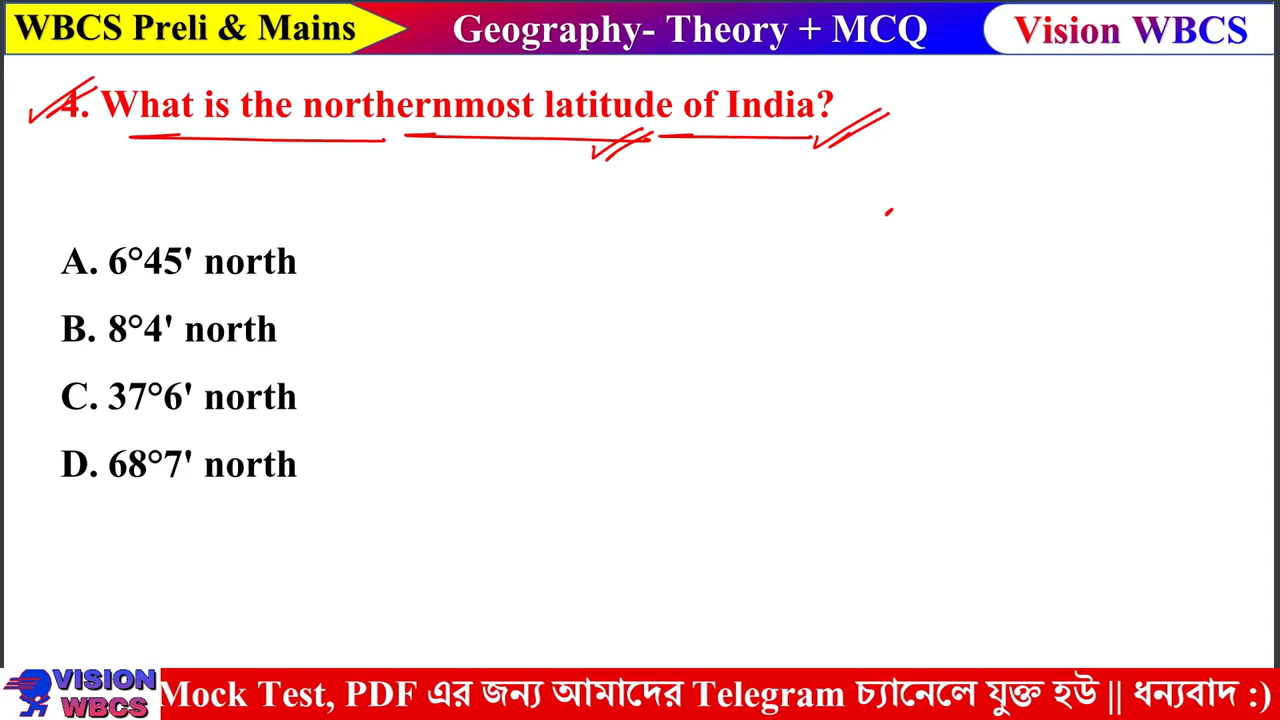 WBCS Preli & Mains
Geography- Theory + MCQ
Vision WBCS
4. What is the northernmost latitude of India?
A. 6°45' north
B. 8°4' north
C. 37°6' north
D. 68°7' north
VISION
WBCS
Mock Test, PDF এর জন্য আমাদের Telegram চ্যানেলে যুক্ত হউ || ধন্যবাদ :)